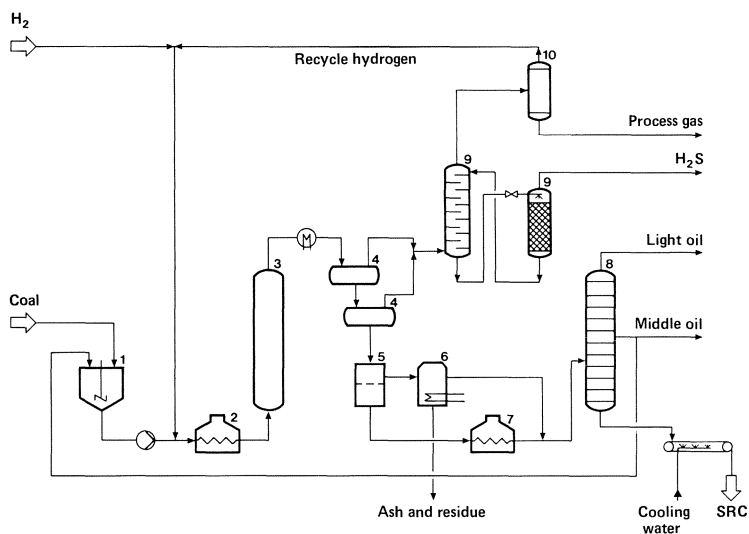 H2
10
Recycle hydrogen
Process gas
H2S
9
9
Light oil
8
3
4
Coal
4
Middle oil
1
5
6
2
7
Ash and residue
Cooling
water
SRC